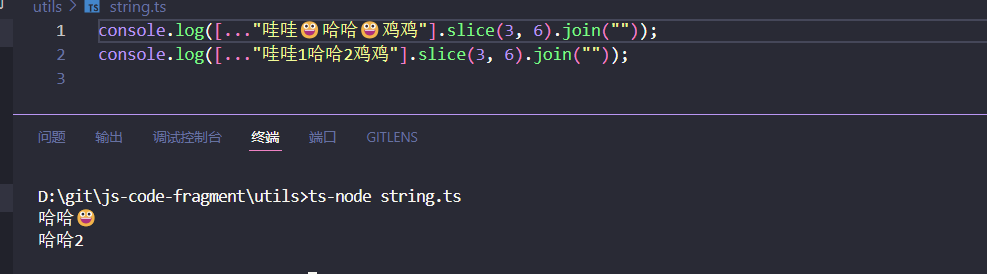 utils > TS string.ts
1 console.log([..."哇哇😀哈哈😀鸡鸡"].slice(3, 6).join(""));
2 console.log([..."哇哇1哈哈2鸡鸡"].slice(3, 6).join(""));
3
问题 输出 调试控制台 终端 端口 GITLENS
D:\git\js-code-fragment\utils>ts-node string.ts
哈哈😀
哈哈2